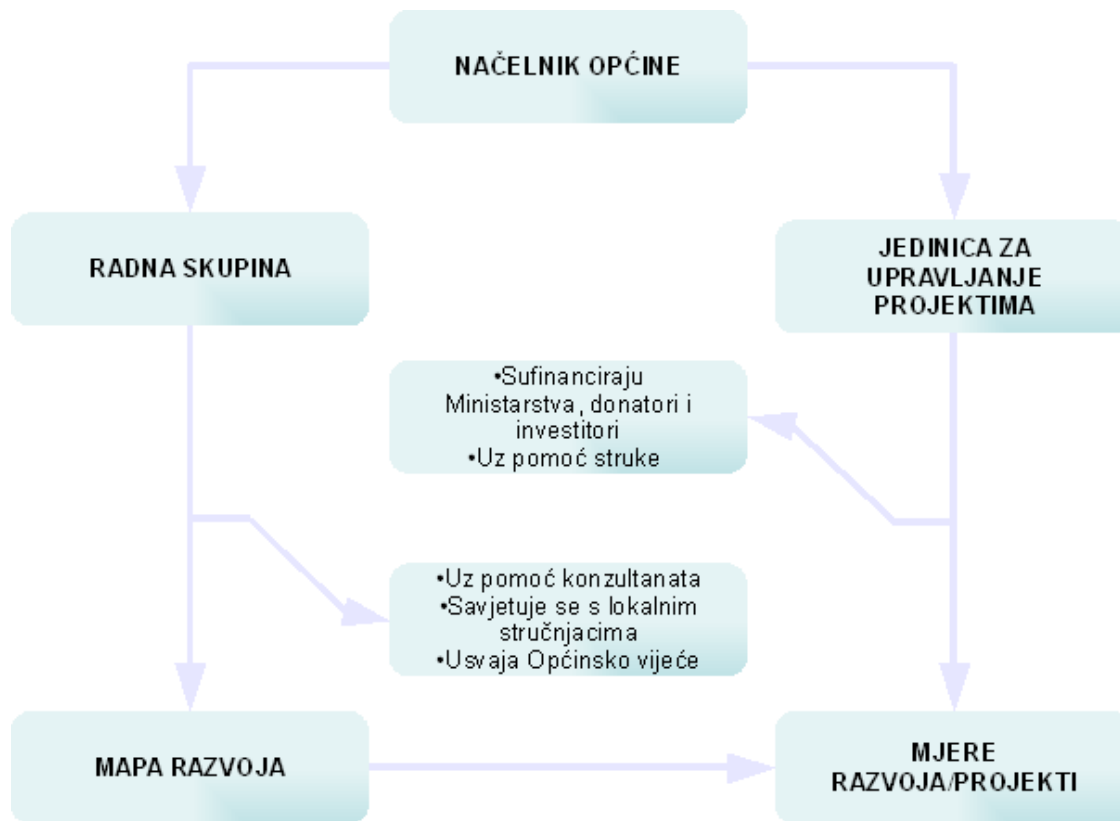 NAČELNIK OPĆINE
RADNA SKUPINA
JEDINICA ZA
UPRAVLJANJE
PROJEKTIMA
•Sufinanciraju
Ministarstva, donatori i
investitori
•Uz pomoć struke
•Uz pomoć konzultanata
•Savjetuje se s lokalnim
stručnjacima
•Usvaja Općinsko vijeće
MAPA RAZVOJA
MJERE
RAZVOJA/PROJEKTI